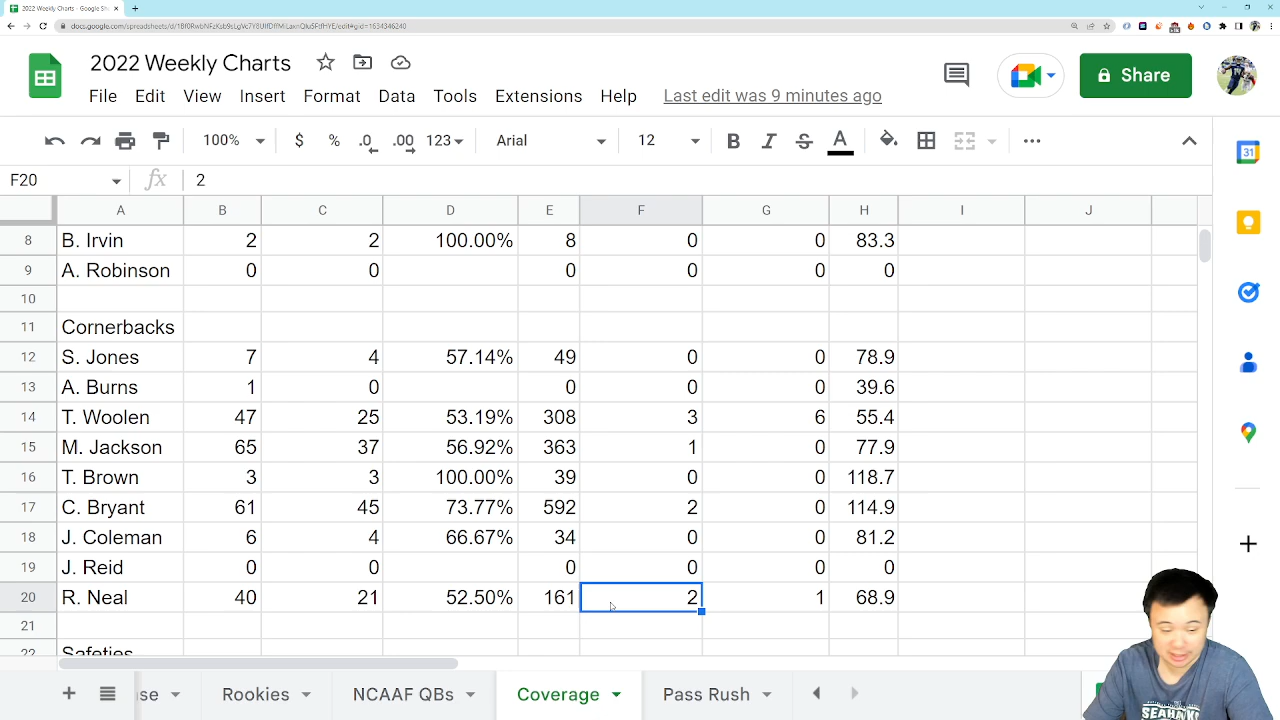 2022 Weekly Charts - Google She
docs.google.com/spreadsheets/d/
2022 Weekly Charts
File Edit View Insert Format Data Tools Extensions Help Last edit was 9 minutes ago
Share
100% $ % .0 .00 123 Arial 12 B I S A
F20 fx 2
A B C D E F G H I J
8 B. Irvin 2 2 100.00% 8 0 0 83.3
9 A. Robinson 0 0 0 0 0 0
10
11 Cornerbacks
12 S. Jones 7 4 57.14% 49 0 0 78.9
13 A. Burns 1 0 0 0 0 39.6
14 T. Woolen 47 25 53.19% 308 3 6 55.4
15 M. Jackson 65 37 56.92% 363 1 0 77.9
16 T. Brown 3 3 100.00% 39 0 0 118.7
17 C. Bryant 61 45 73.77% 592 2 0 114.9
18 J. Coleman 6 4 66.67% 34 0 0 81.2
19 J. Reid 0 0 0 0 0 0
20 R. Neal 40 21 52.50% 161 2 1 68.9
21
22 Safeties
se Rookies NCAAF QBs Coverage Pass Rush
31
SEAHAWKS